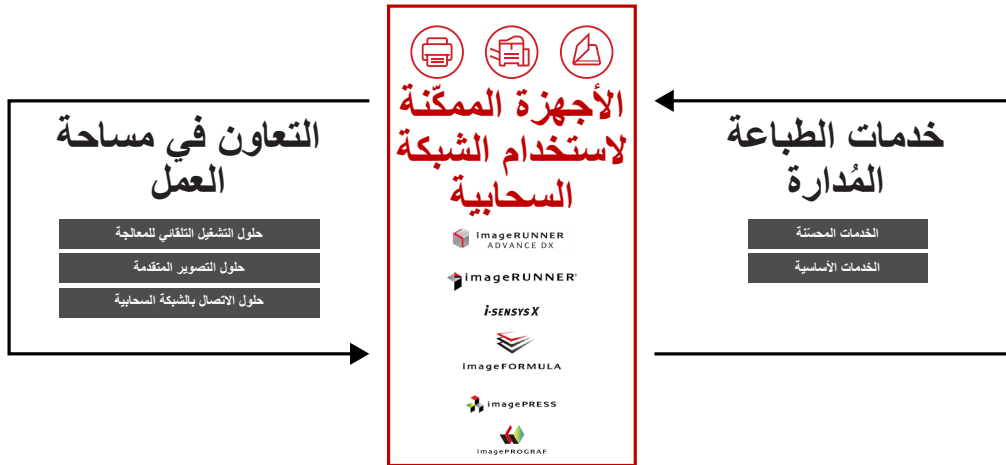 خدمات الطباعة
المُدارة
الخدمات المحسّنة
الخدمات الأساسية
الأجهزة الممكّنة
لاستخدام الشبكة
السحابية
imageRUNNER
ADVANCE DX
imageRUNNER®
i-SENSYS X
imageFORMULA
imagePRESS
imagePROGRAF
التعاون في مساحة
العمل
حلول التشغيل التلقائي للمعالجة
حلول التصوير المتقدمة
حلول الاتصال بالشبكة السحابية